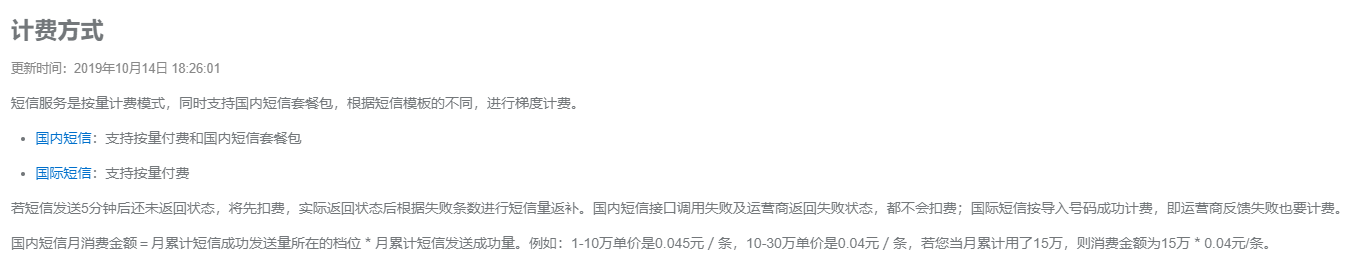 计费方式
更新时间：2019年10月14日 18:26:01
短信服务是按量计费模式，同时支持国内短信套餐包，根据短信模板的不同，进行梯度计费。
• 国内短信：支持按量付费和国内短信套餐包
• 国际短信：支持按量付费
若短信发送5分钟后还未返回状态，将先扣费，实际返回状态后根据失败条数进行短信量返补。国内短信接口调用失败及运营商返回失败状态，都不会扣费；国际短信按导入号码成功计费，即运营商反馈失败也要计费。
国内短信月消费金额 = 月累计短信成功发送量所在的档位 * 月累计短信发送成功量。例如：1-10万单价是0.045元 / 条，10-30万单价是0.04元 / 条，若您当月累计用了15万，则消费金额为15万 * 0.04元/条。